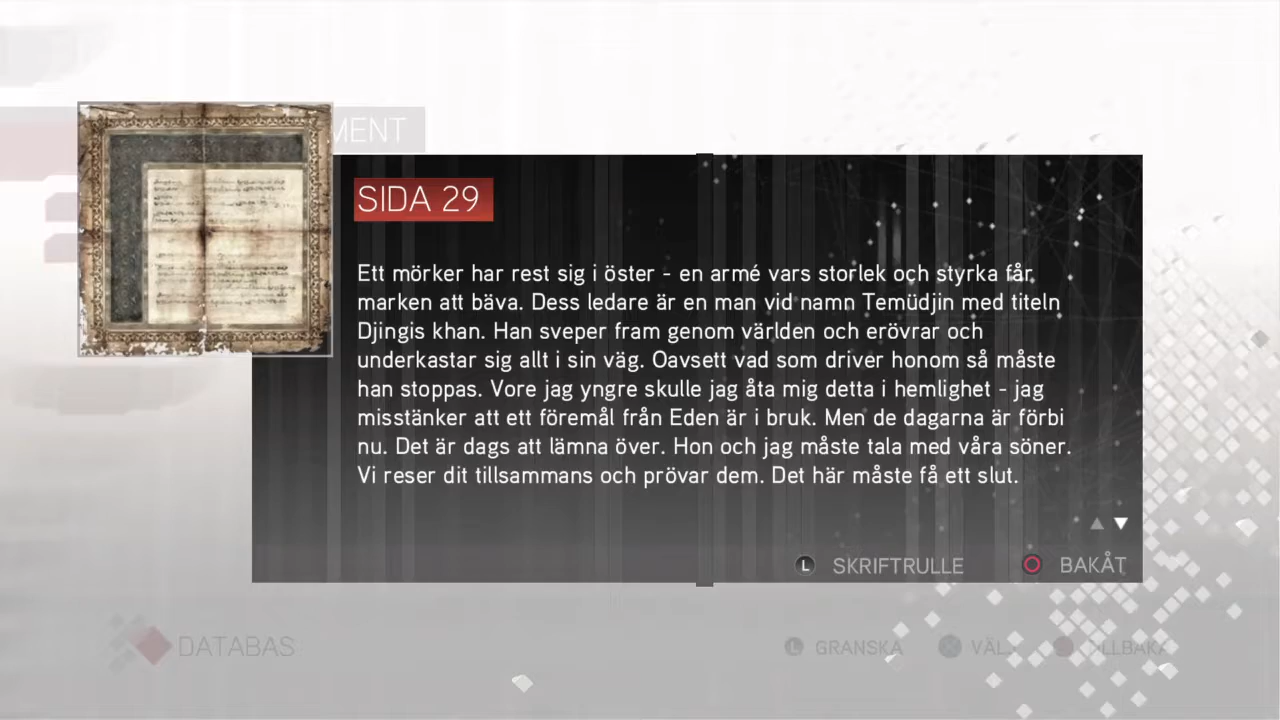 MENT
SIDA 29
Ett mörker har rest sig i öster - en armé vars storlek och styrka får
marken att bäva. Dess ledare är en man vid namn Temüdjin med titeln
Djingis khan. Han sveper fram genom världen och erövrar och
underkastar sig allt i sin väg. Oavsett vad som driver honom så måste
han stoppas. Vore jag yngre skulle jag åta mig detta i hemlighet - jag
misstänker att ett föremål från Eden är i bruk. Men de dagarna är förbi
nu. Det är dags att lämna över. Hon och jag måste tala med våra söner.
Vi reser dit tillsammans och prövar dem. Det här måste få ett slut.
L SKRIFTRULLE BAKÅT
DATABAS L GRANSKA